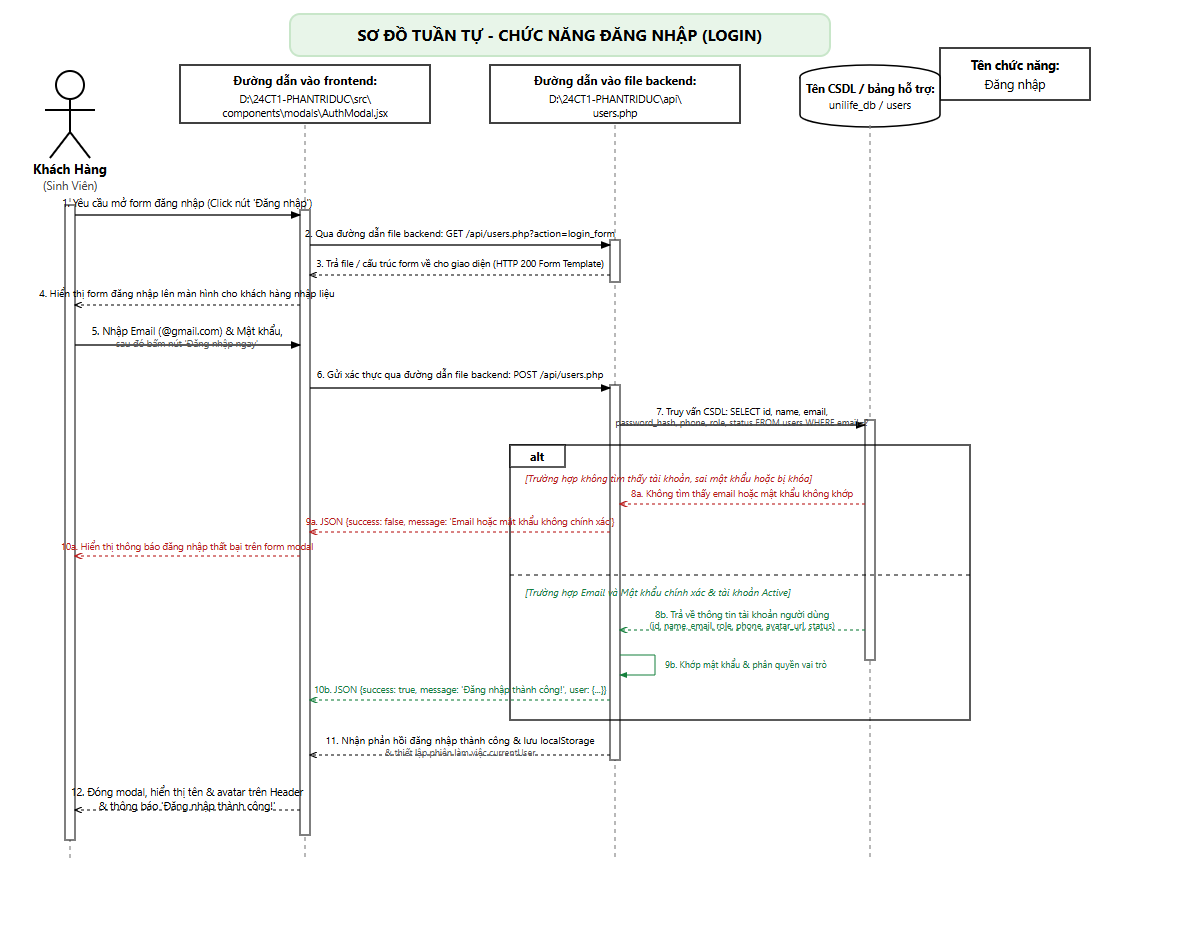 SƠ ĐỒ TUẦN TỰ - CHỨC NĂNG ĐĂNG NHẬP (LOGIN)
Đường dẫn vào frontend:
D:\24CT1-PHANTRIDUC\src\
components\modals\AuthModal.jsx
Đường dẫn vào file backend:
D:\24CT1-PHANTRIDUC\api\
users.php
Tên CSDL / bảng hỗ trợ:
unilife_db / users
Tên chức năng:
Đăng nhập
Khách Hàng
(Sinh Viên)
1. Yêu cầu mở form đăng nhập (Click nút 'Đăng nhập')
2. Qua đường dẫn file backend: GET /api/users.php?action=login_form
3. Trả file / cấu trúc form về cho giao diện (HTTP 200 Form Template)
4. Hiển thị form đăng nhập lên màn hình cho khách hàng nhập liệu
5. Nhập Email (@gmail.com) & Mật khẩu,
sau đó bấm nút 'Đăng nhập ngay'
6. Gửi xác thực qua đường dẫn file backend: POST /api/users.php
7. Truy vấn CSDL: SELECT id, name, email,
password_hash, phone, role, status FROM users WHERE email
alt
[Trường hợp không tìm thấy tài khoản, sai mật khẩu hoặc bị khóa]
8a. Không tìm thấy email hoặc mật khẩu không khớp
9a. JSON {success: false, message: 'Email hoặc mật khẩu không chính xác'}
10a. Hiển thị thông báo đăng nhập thất bại trên form modal
[Trường hợp Email và Mật khẩu chính xác & tài khoản Active]
8b. Trả về thông tin tài khoản người dùng
(id, name, email, role, phone, avatar_url, status)
9b. Khớp mật khẩu & phân quyền vai trò
10b. JSON {success: true, message: 'Đăng nhập thành công!', user: {...}}
11. Nhận phản hồi đăng nhập thành công & lưu localStorage
& thiết lập phiên làm việc currentUser
12. Đóng modal, hiển thị tên & avatar trên Header
& thông báo 'Đăng nhập thành công!'